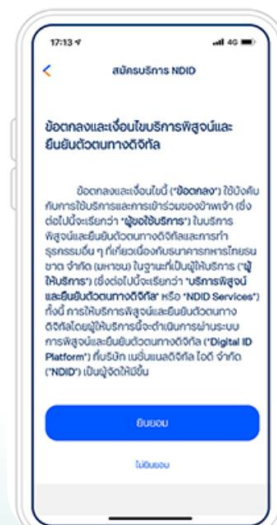 17:13
4G
สมัครบริการ NDID
ข้อตกลงและเงื่อนไขบริการพิสูจน์และ
ยืนยันตัวตนทางดิจิทัล
ข้อตกลงและเงื่อนไขนี้ ("ข้อตกลง") ใช้บังคับ
กับการใช้บริการและการเข้าร่วมของข้าพเจ้า (ซึ่ง
ต่อไปนี้จะเรียกว่า "ผู้ขอใช้บริการ") ในบริการ
พิสูจน์และยืนยันตัวตนทางดิจิทัลและการทำ
ธุรกรรมอื่น ๆ ที่เกี่ยวเนื่องกับธนาคารทหารไทยธน
ชาต จำกัด (มหาชน) ในฐานะที่เป็นผู้ให้บริการ ("ผู้
ให้บริการ") (ซึ่งต่อไปนี้จะเรียกว่า "บริการพิสูจน์
และยืนยันตัวตนทางดิจิทัล" หรือ "NDID Services")
ทั้งนี้ การให้บริการพิสูจน์และยืนยันตัวตนทาง
ดิจิทัลโดยผู้ให้บริการนี้จะดำเนินการผ่านระบบ
การพิสูจน์และยืนยันตัวตนทางดิจิทัล ("Digital ID
Platform") ที่บริษัท เนชั่นแนลดิจิทัล ไอดี จำกัด
("NDID") เป็นผู้จัดให้มีขึ้น
ยินยอม
ไม่ยินยอม